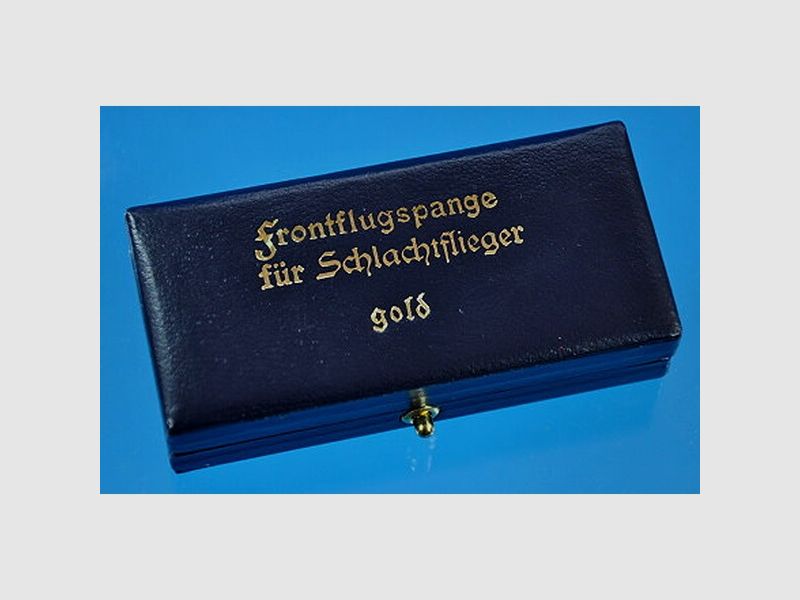 Frontflugspange
für Schlachtflieger
gold